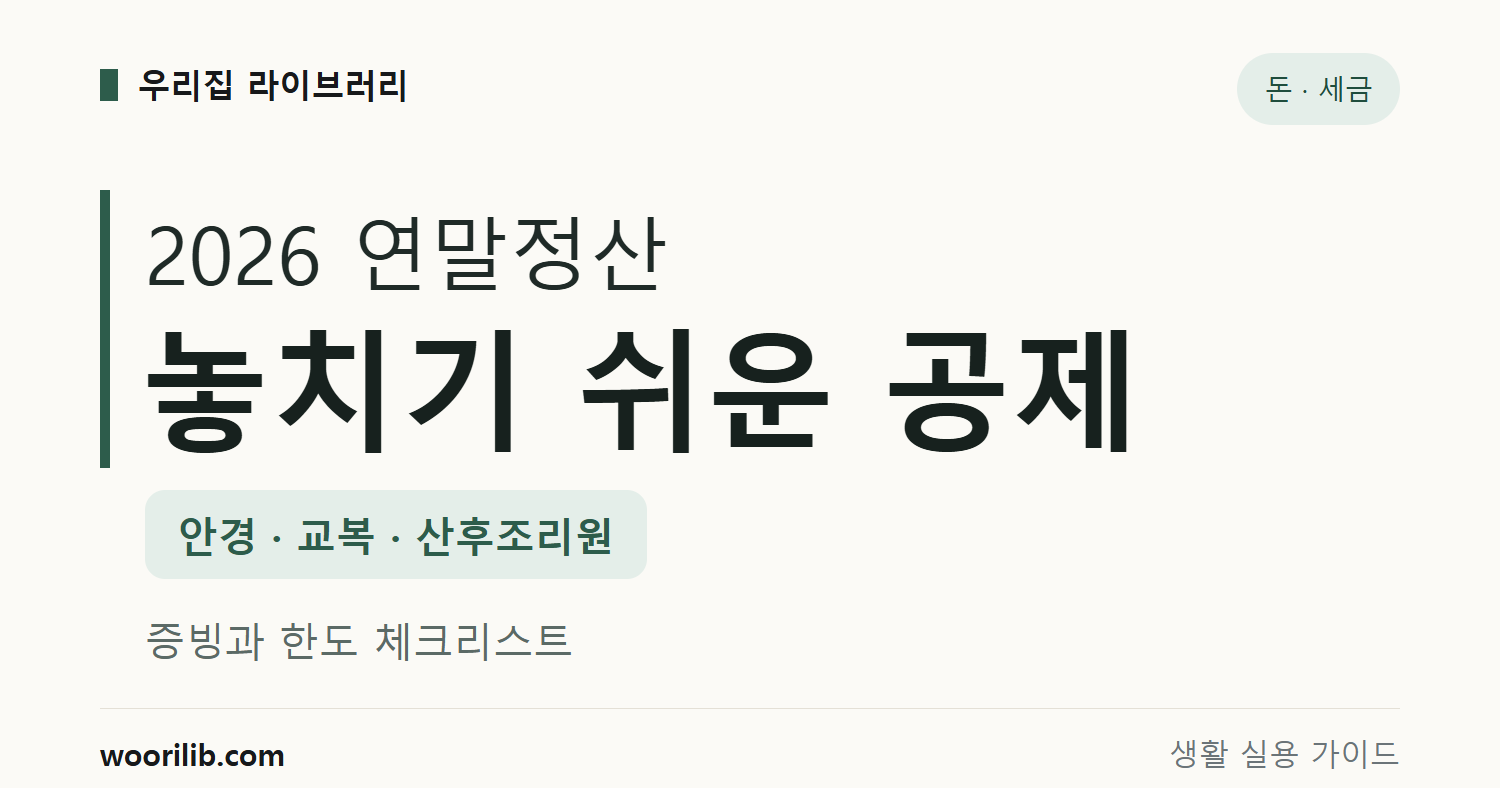 우리집 라이브러리
돈 · 세금
2026 연말정산
놓치기 쉬운 공제
안경 · 교복 · 산후조리원
증빙과 한도 체크리스트
woorilib.com
생활 실용 가이드